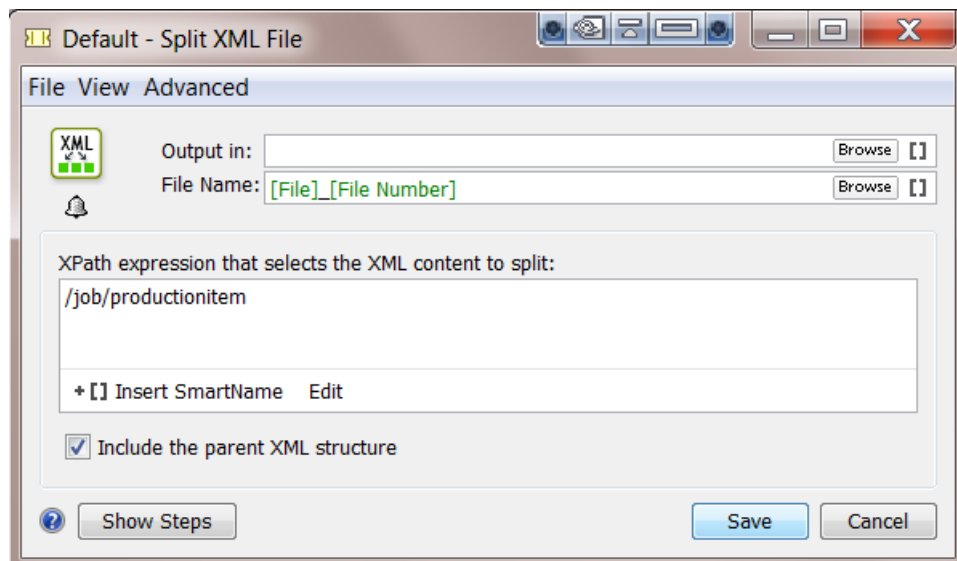 Default - Split XML File
File View Advanced
XML
Output in:
Browse []
File Name: [File]_[File Number]
Browse []
XPath expression that selects the XML content to split:
/job/productionitem
+[] Insert SmartName Edit
Include the parent XML structure
? Show Steps Save Cancel